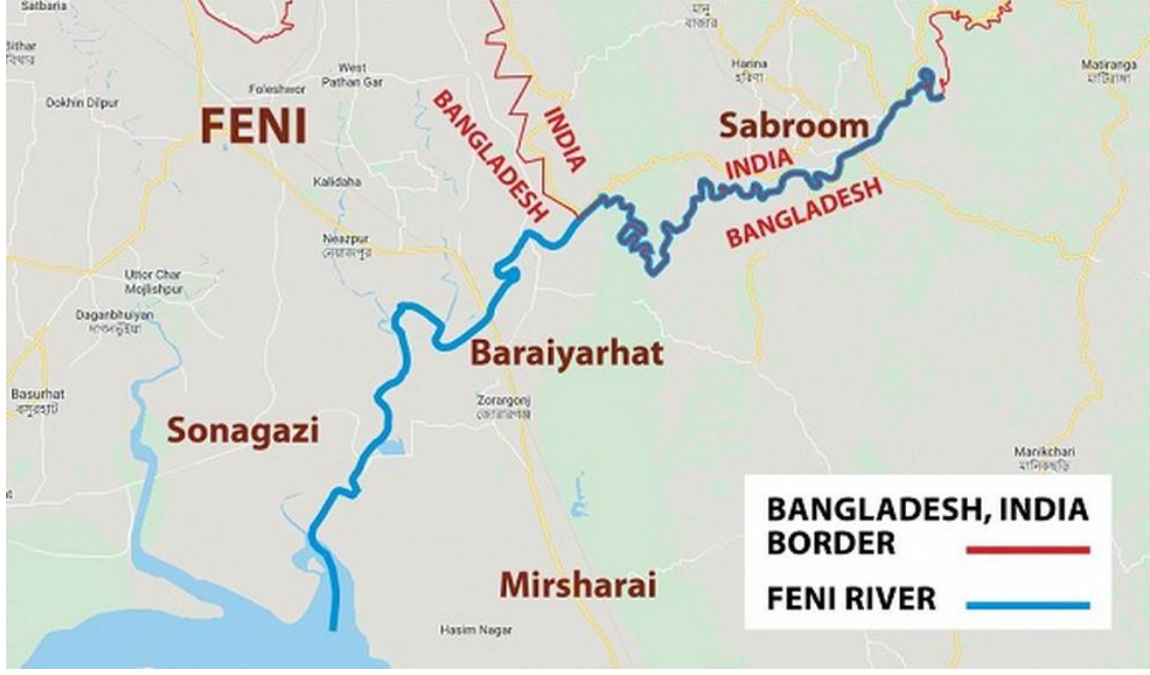 Satbaria
মাদু
বাজার
West
Pathan Gar
Foleshwor
Harina
হরিণা
Matiranga
মাটিরাঙ্গা
Dokhin Dilpur
FENI
BANGLADESH
INDIA
Sabroom
INDIA
BANGLADESH
Kalidaha
Neazpur
নেয়াজপুর
Uttor Char
Mojlishpur
Daganbhuiyan
দাগনভূঁইয়া
Baraiyarhat
Basurhat
বসুরহাট
Zorargonj
জোরারগঞ্জ
Sonagazi
Manikchari
মানিকছড়ি
BANGLADESH, INDIA
BORDER
FENI RIVER
Mirsharai
Hasim Nagar